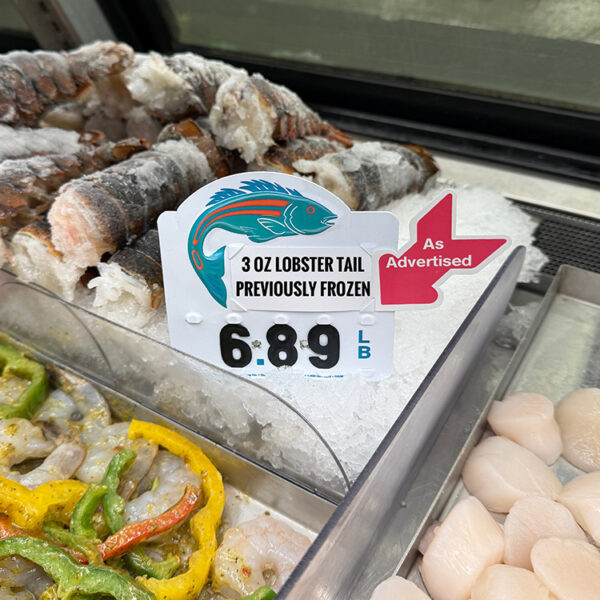 3 OZ LOBSTER TAIL
PREVIOUSLY FROZEN
6.89 LB
As
Advertised